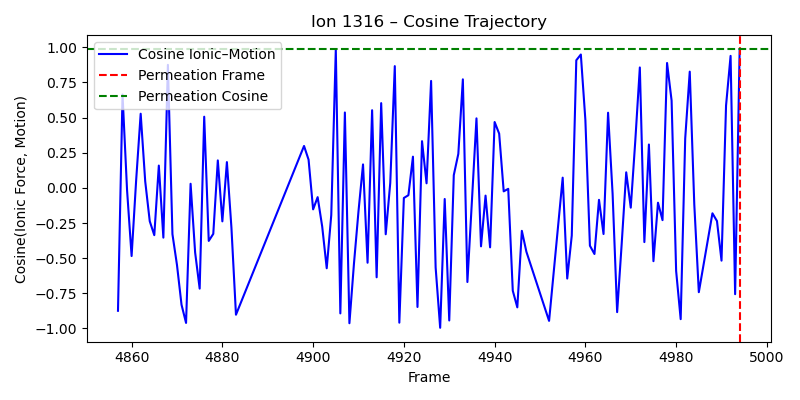 Ion 1316 – Cosine Trajectory
Cosine Ionic–Motion
Permeation Frame
Permeation Cosine
Cosine(Ionic Force, Motion)
1.00
0.75
0.50
0.25
0.00
−0.25
−0.50
−0.75
−1.00
4860
4880
4900
4920
4940
4960
4980
5000
Frame